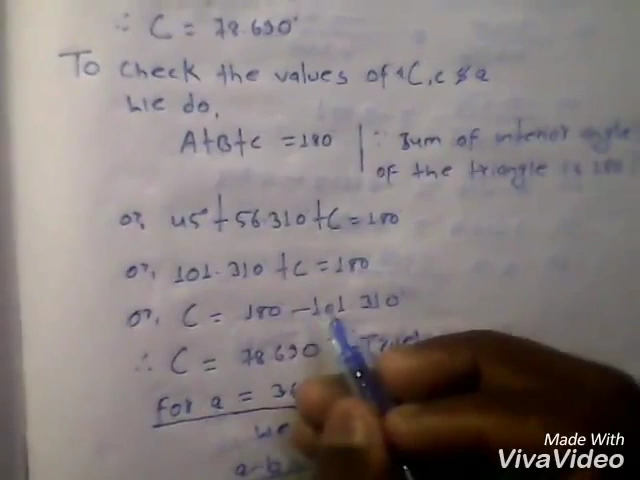 ∴ C = 78.690°
To check the values of C, c & a
we do,
A+B+C = 180 | ∵ Sum of interior angle
of the triangle is 180
or, 45° + 56.310 + C = 180
or, 101.310 + C = 180
or, C = 180 - 101.310
∴ C = 78.690
For a = 36
we
a-b
Made With
VivaVideo